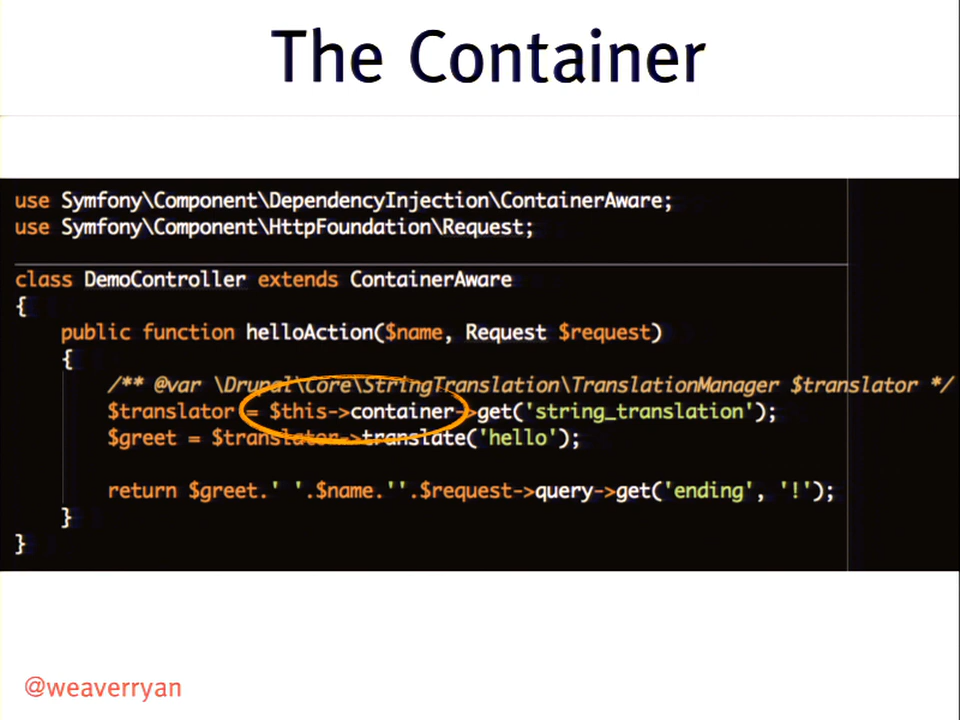 The Container
use Symfony\Component\DependencyInjection\ContainerAware;
use Symfony\Component\HttpFoundation\Request;
class DemoController extends ContainerAware
{
public function helloAction($name, Request $request)
{
/** @var \Drupal\Core\StringTranslation\TranslationManager $translator */
$translator = $this->container->get('string_translation');
$greet = $translator->translate('hello');
return $greet.' '.$name.''.$request->query->get('ending', '!');
}
}
@weaverryan